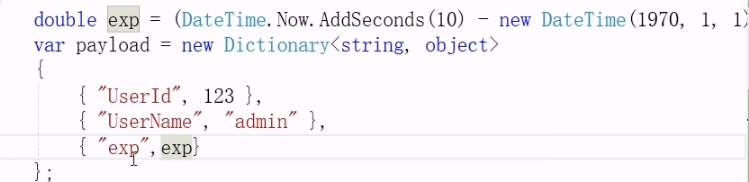 double exp = (DateTime.Now.AddSeconds(10) - new DateTime(1970, 1, 1)
var payload = new Dictionary<string, object>
{
{ "UserId", 123 },
{ "UserName", "admin" },
{ "exp",exp}
};